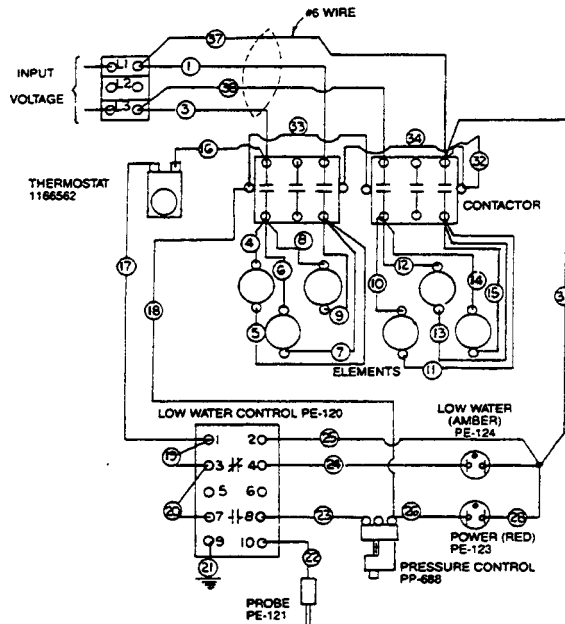 #6 WIRE
37
INPUT
VOLTAGE
L1
1
L2
L3
38
3
33
34
16
32
THERMOSTAT
1166562
CONTACTOR
17
18
4
8
6
5
9
7
12
14
10
15
13
11
ELEMENTS
LOW WATER CONTROL PE-120
LOW WATER
(AMBER)
PE-124
1 2
25
19
3 4
24
5 6
20
7 8
23
26
28
9 10
21
22
POWER (RED)
PE-123
PRESSURE CONTROL
PP-688
PROBE
PE-121